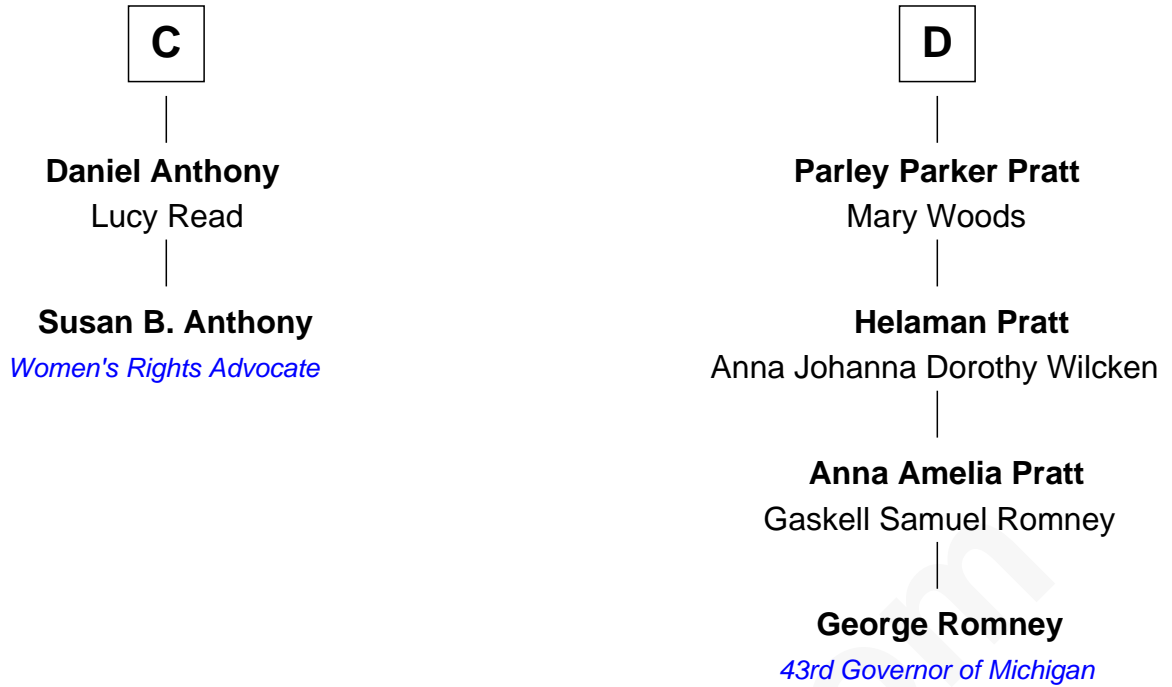 C
Daniel Anthony
Lucy Read
Susan B. Anthony
Women's Rights Advocate
D
Parley Parker Pratt
Mary Woods
Helaman Pratt
Anna Johanna Dorothy Wilcken
Anna Amelia Pratt
Gaskell Samuel Romney
George Romney
43rd Governor of Michigan